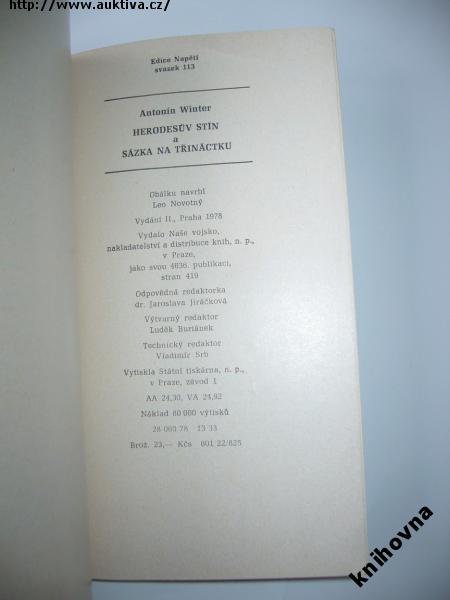 http://www.auktiva.cz/
Edice Napětí
svazek 113
Antonín Winter
HERODESŮV STÍN
a
SÁZKA NA TŘINÁCTKU
Obálku navrhl
Leo Novotný
Vydání II., Praha 1978
Vydalo Naše vojsko,
nakladatelství a distribuce knih, n. p.,
v Praze,
jako svou 4636. publikaci,
stran 419
Odpovědná redaktorka
dr. Jaroslava Jiráčková
Výtvarný redaktor
Luděk Buriánek
Technický redaktor
Vladimír Srb
Vytiskla Státní tiskárna, n. p.,
v Praze, závod 1
AA 24,30, VA 24,92
Náklad 60 000 výtisků
28 003 78 13 33
Brož. 23,— Kčs 601 22/825
knihovna